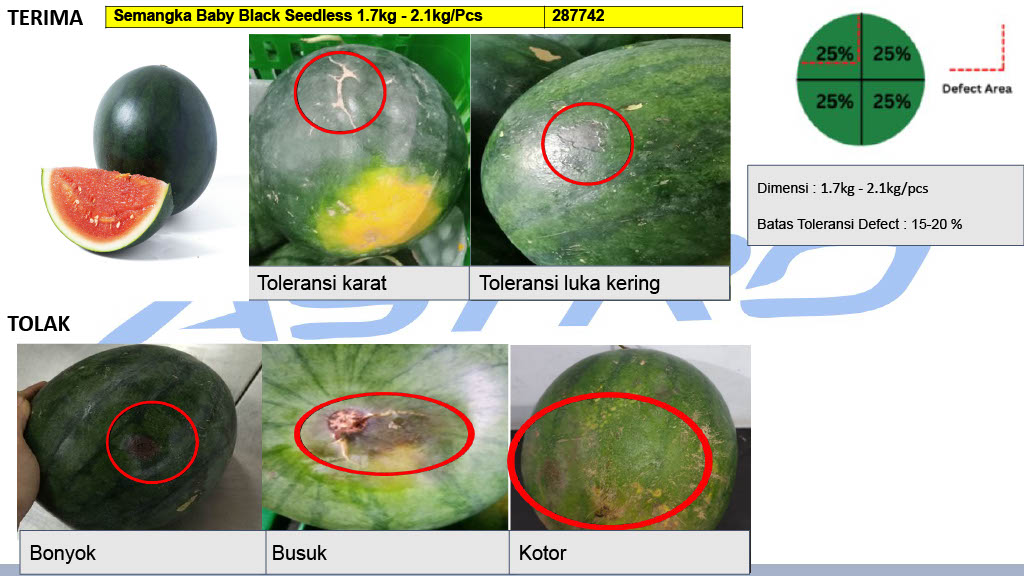 TERIMA
Semangka Baby Black Seedless 1.7kg - 2.1kg/Pcs
287742
25%
25%
25%
25%
Defect Area
Dimensi : 1.7kg - 2.1kg/pcs
Batas Toleransi Defect : 15-20 %
Toleransi karat
Toleransi luka kering
ASTRO
TOLAK
Bonyok
Busuk
Kotor